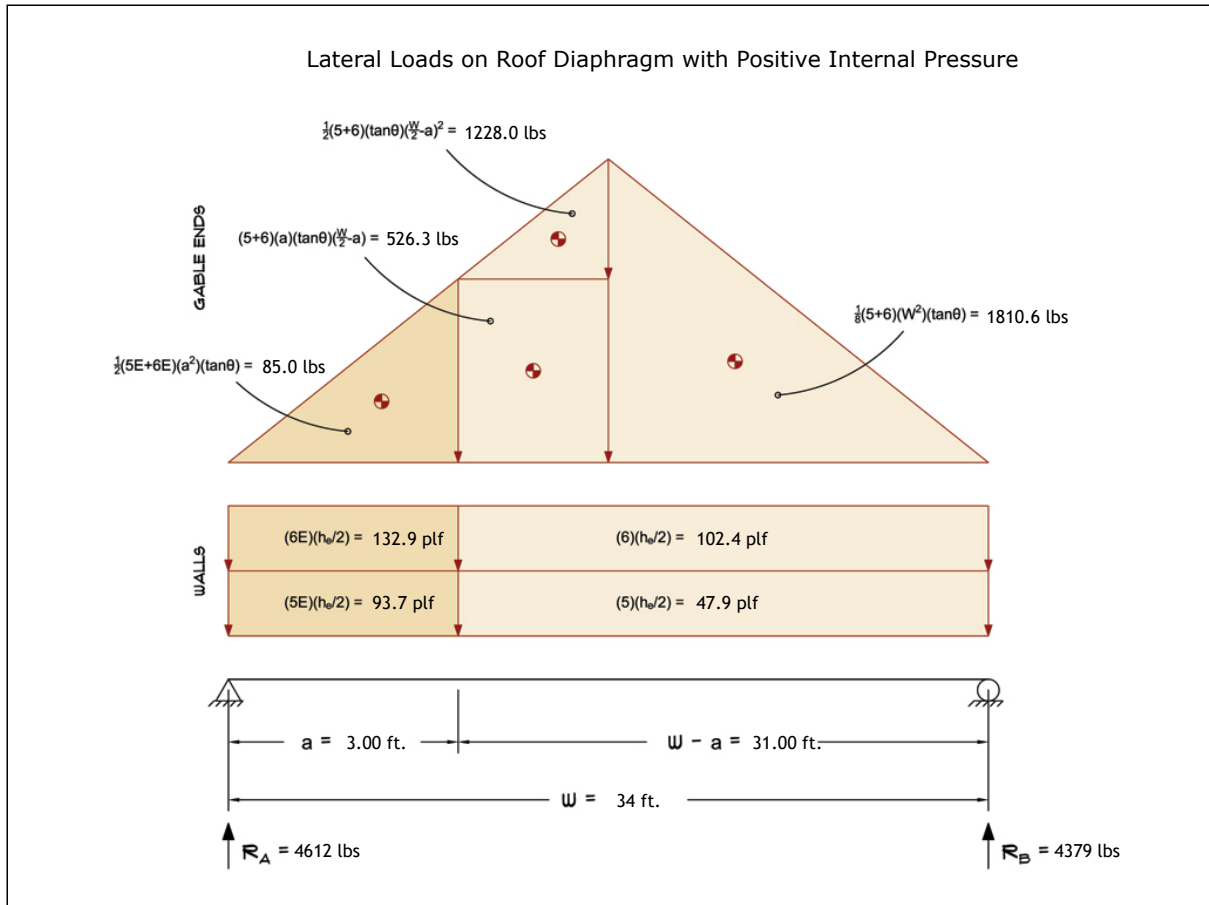 Lateral Loads on Roof Diaphragm with Positive Internal Pressure
½(5+6)(tanθ)(W/2-a)² = 1228.0 lbs
GABLE ENDS
(5+6)(a)(tanθ)(W/2-a) = 526.3 lbs
⅛(5+6)(W²)(tanθ) = 1810.6 lbs
½(5E+6E)(a²)(tanθ) = 85.0 lbs
WALLS
(6E)(hₑ/2) = 132.9 plf
(6)(hₑ/2) = 102.4 plf
(5E)(hₑ/2) = 93.7 plf
(5)(hₑ/2) = 47.9 plf
a = 3.00 ft.
W - a = 31.00 ft.
W = 34 ft.
R_A = 4612 lbs
R_B = 4379 lbs